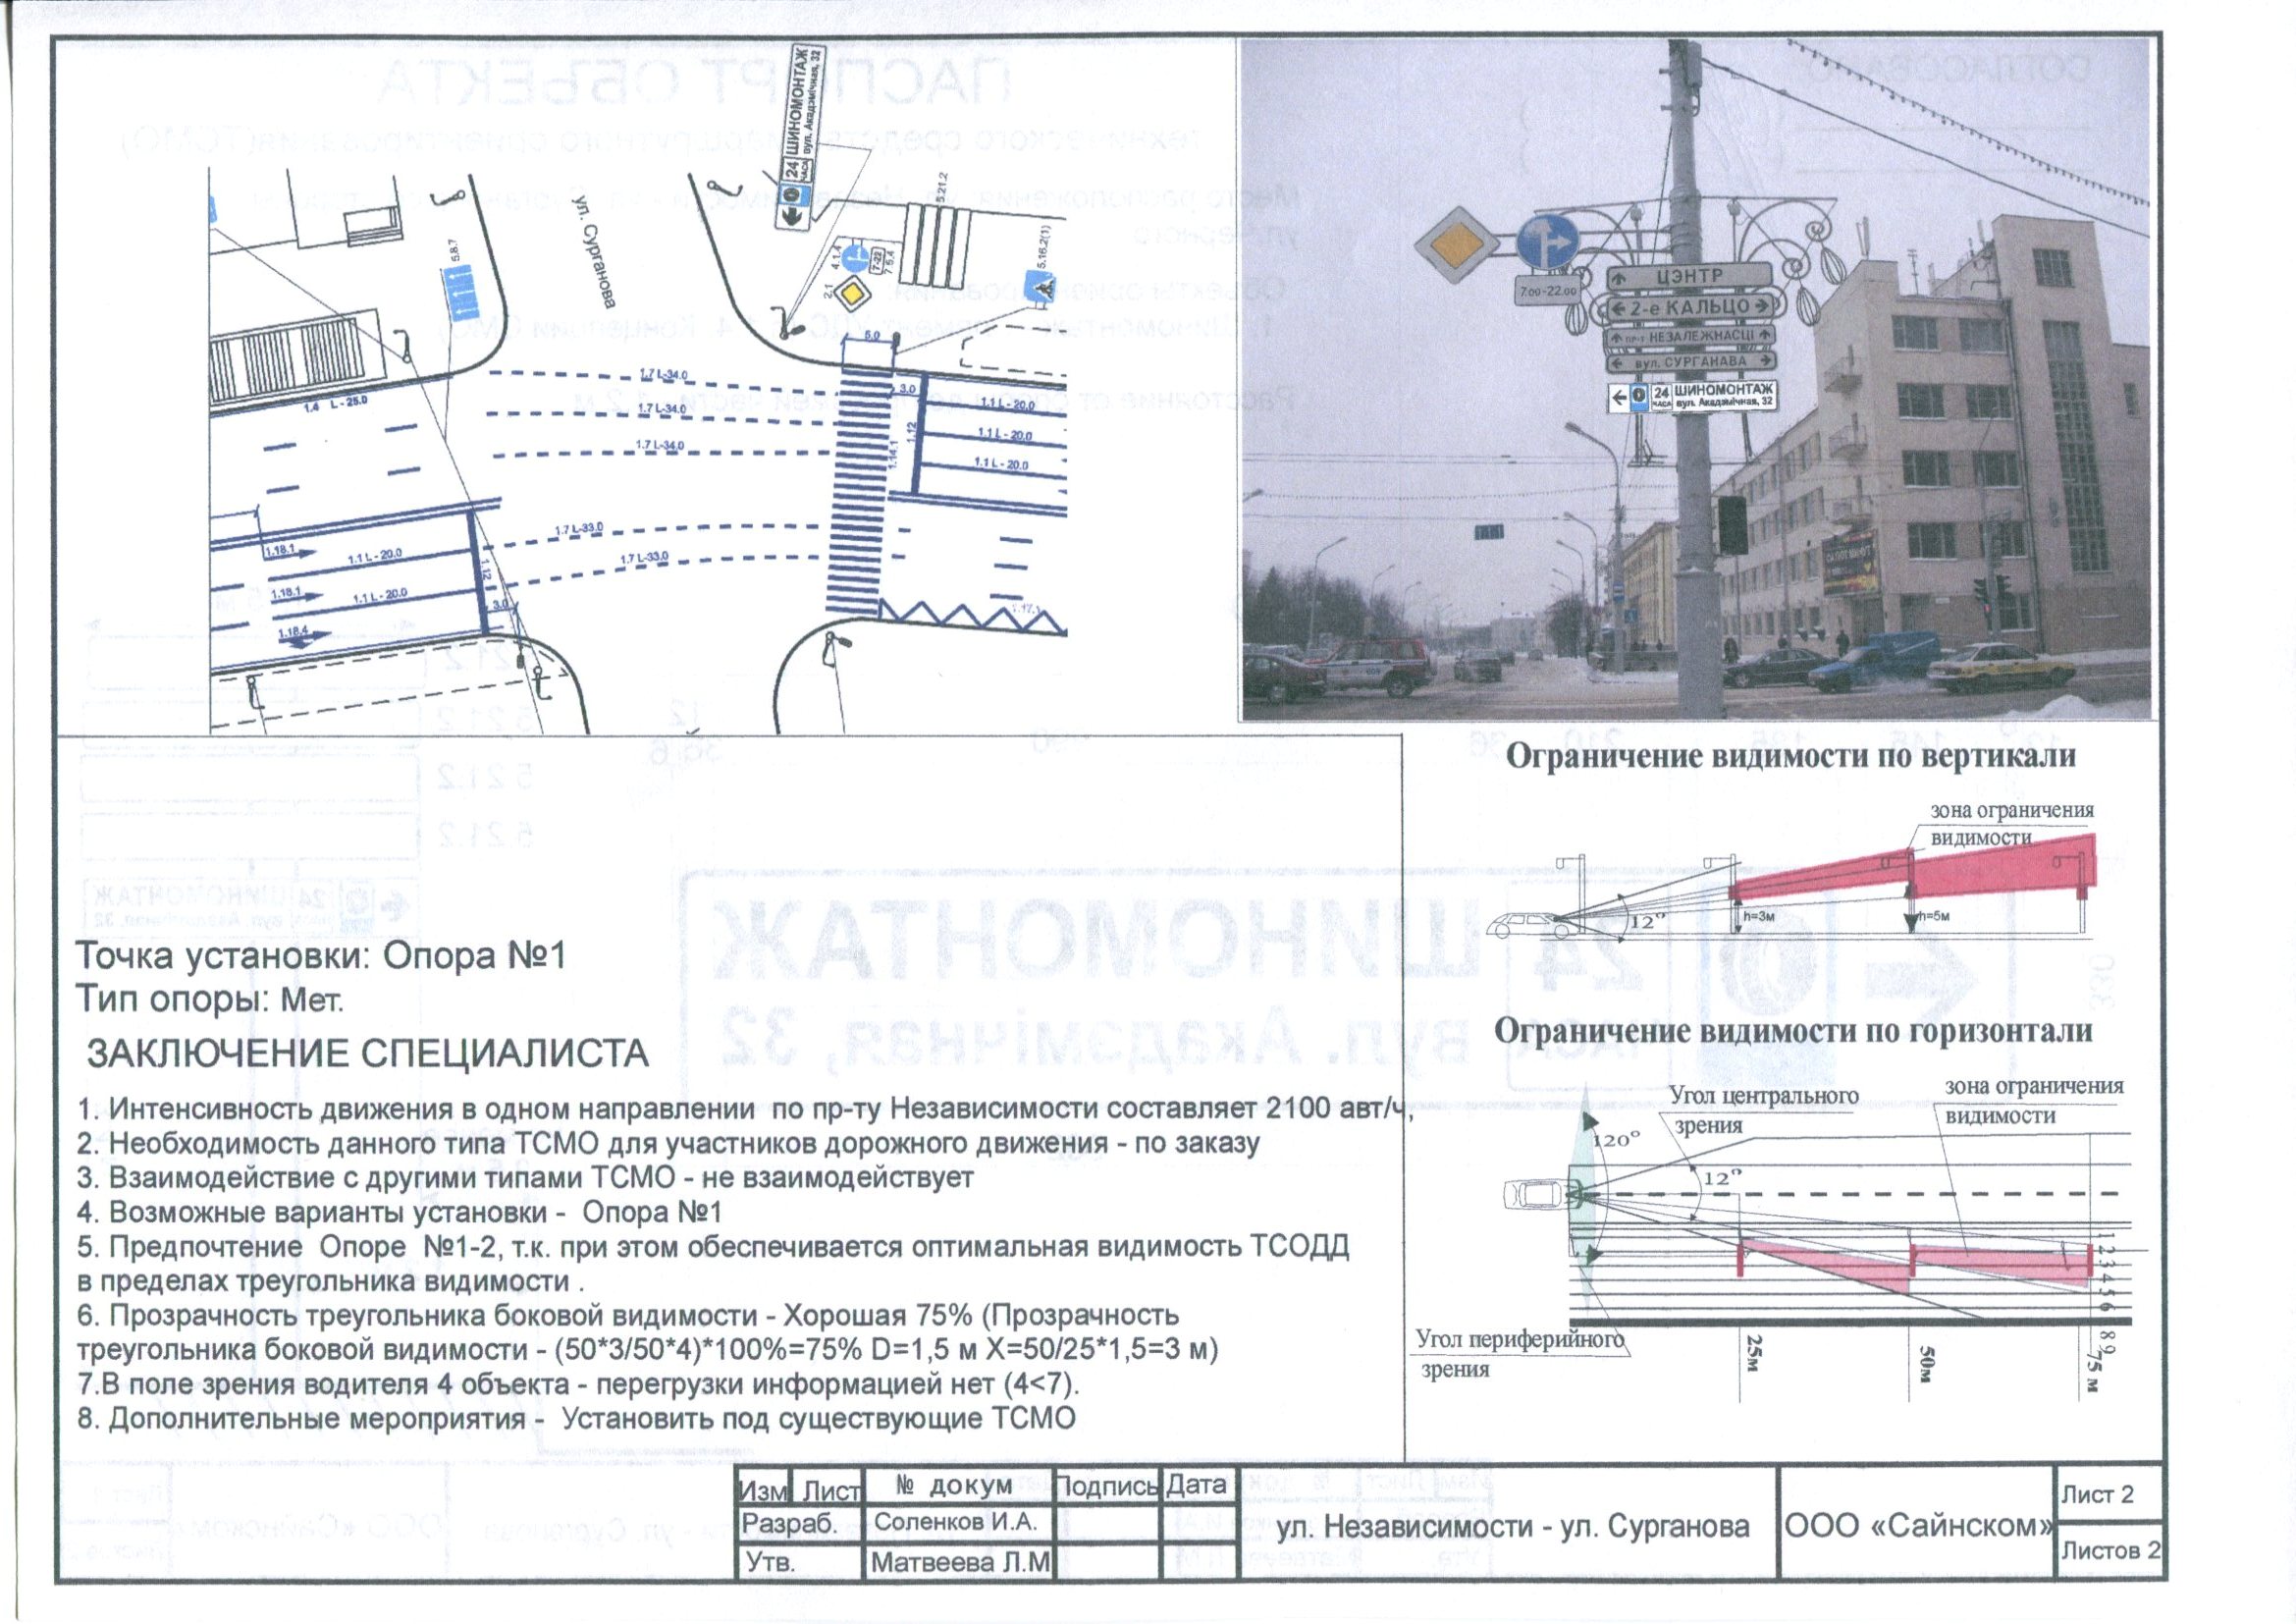 24 ЧАСА ШИНОМОНТАЖ
вул. Акадэмічная, 32
ул. Сурганова
5.8.7
5.21.2
4.1.4
7-22
7.5.4
2.1
5.16.2(1)
5.0
1.7 L-34.0
1.7 L-34.0
1.7 L-34.0
3.0
1.1 L-20.0
1.1 L-20.0
1.1 L-20.0
1.12
1.14.1
1.4 L-25.0
1.7 L-33.0
1.7 L-33.0
1.18.1
1.1 L-20.0
1.18.1
1.1 L-20.0
1.18.4
1.12
3.0
1.17.1
7.00-22.00
ЦЭНТР
2-е КАЛЬЦО
пр-т НЕЗАЛЕЖНАСЦІ
вул. СУРГАНАВА
24 ЧАСА ШИНОМОНТАЖ
вул. Акадэмічная, 32
Точка установки: Опора №1
Тип опоры: Мет.
ЗАКЛЮЧЕНИЕ СПЕЦИАЛИСТА
1. Интенсивность движения в одном направлении по пр-ту Независимости составляет 2100 авт/ч,
2. Необходимость данного типа ТСМО для участников дорожного движения - по заказу
3. Взаимодействие с другими типами ТСМО - не взаимодействует
4. Возможные варианты установки - Опора №1
5. Предпочтение Опоре №1-2, т.к. при этом обеспечивается оптимальная видимость ТСОДД
в пределах треугольника видимости .
6. Прозрачность треугольника боковой видимости - Хорошая 75% (Прозрачность
треугольника боковой видимости - (50*3/50*4)*100%=75% D=1,5 м X=50/25*1,5=3 м)
7.В поле зрения водителя 4 объекта - перегрузки информацией нет (4<7).
8. Дополнительные мероприятия - Установить под существующие ТСМО
Ограничение видимости по вертикали
зона ограничения
видимости
12°
h=3м
h=5м
Ограничение видимости по горизонтали
Угол центрального
зрения
зона ограничения
видимости
120°
12°
Угол периферийного
зрения
25м
50м
75 м
1 2 3 4 5 6 8 9
Изм Лист № докум Подпись Дата
Разраб. Соленков И.А.
Утв. Матвеева Л.М
ул. Независимости - ул. Сурганова
ООО «Сайнском»
Лист 2
Листов 2